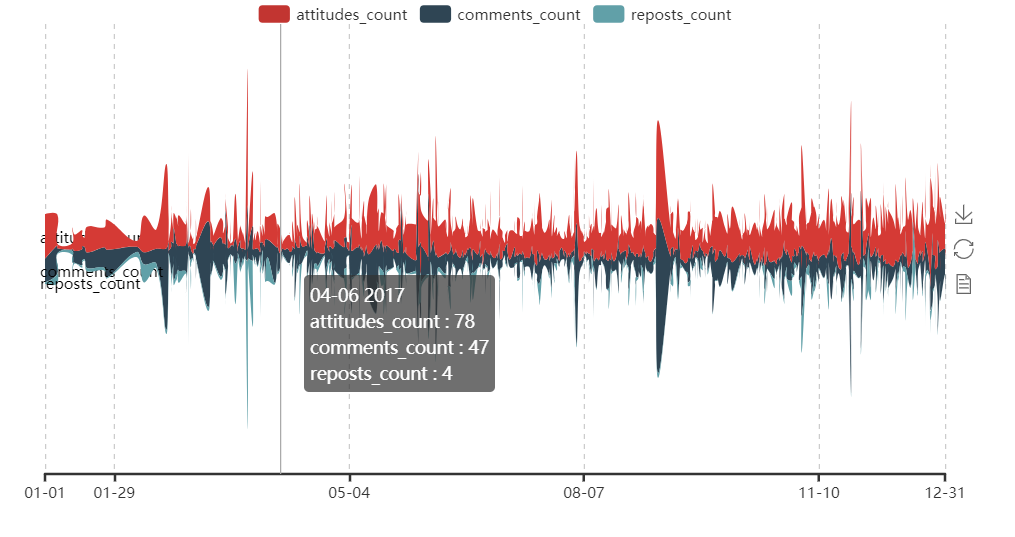 attitudes_count comments_count reposts_count
attitudes_count
comments_count
reposts_count
04-06 2017
attitudes_count : 78
comments_count : 47
reposts_count : 4
01-01 01-29 05-04 08-07 11-10 12-31